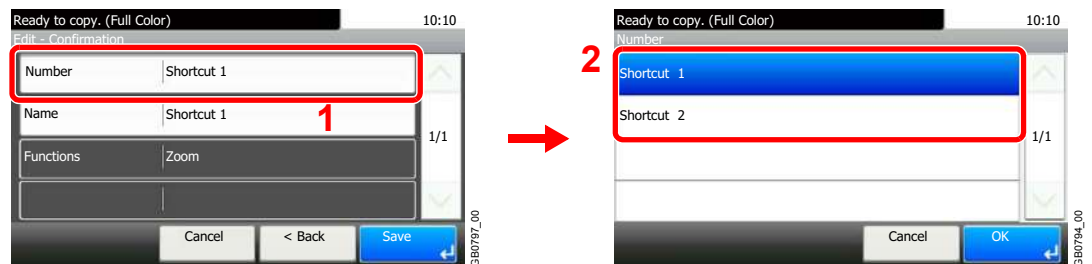 Ready to copy. (Full Color) 10:10
Edit - Confirmation
Number Shortcut 1
Name Shortcut 1
1
1/1
Functions Zoom
Cancel < Back Save
GB0797_00
Ready to copy. (Full Color) 10:10
Number
2
Shortcut 1
Shortcut 2
1/1
Cancel OK
GB0794_00